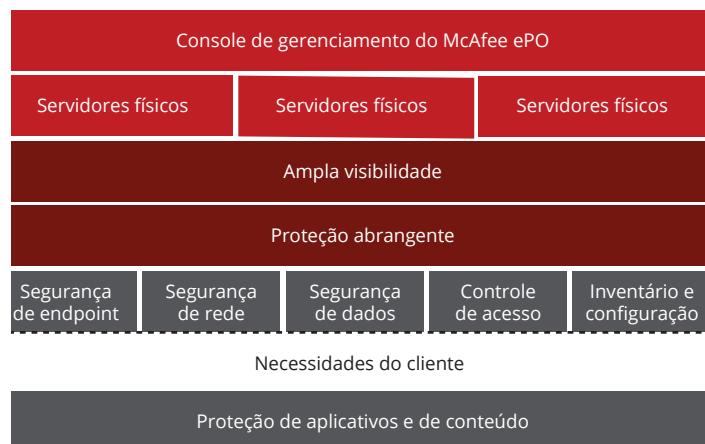 Console de gerenciamento do McAfee ePO
Servidores físicos
Servidores físicos
Servidores físicos
Ampla visibilidade
Proteção abrangente
Segurança
de endpoint
Segurança
de rede
Segurança
de dados
Controle
de acesso
Inventário e
configuração
Necessidades do cliente
Proteção de aplicativos e de conteúdo